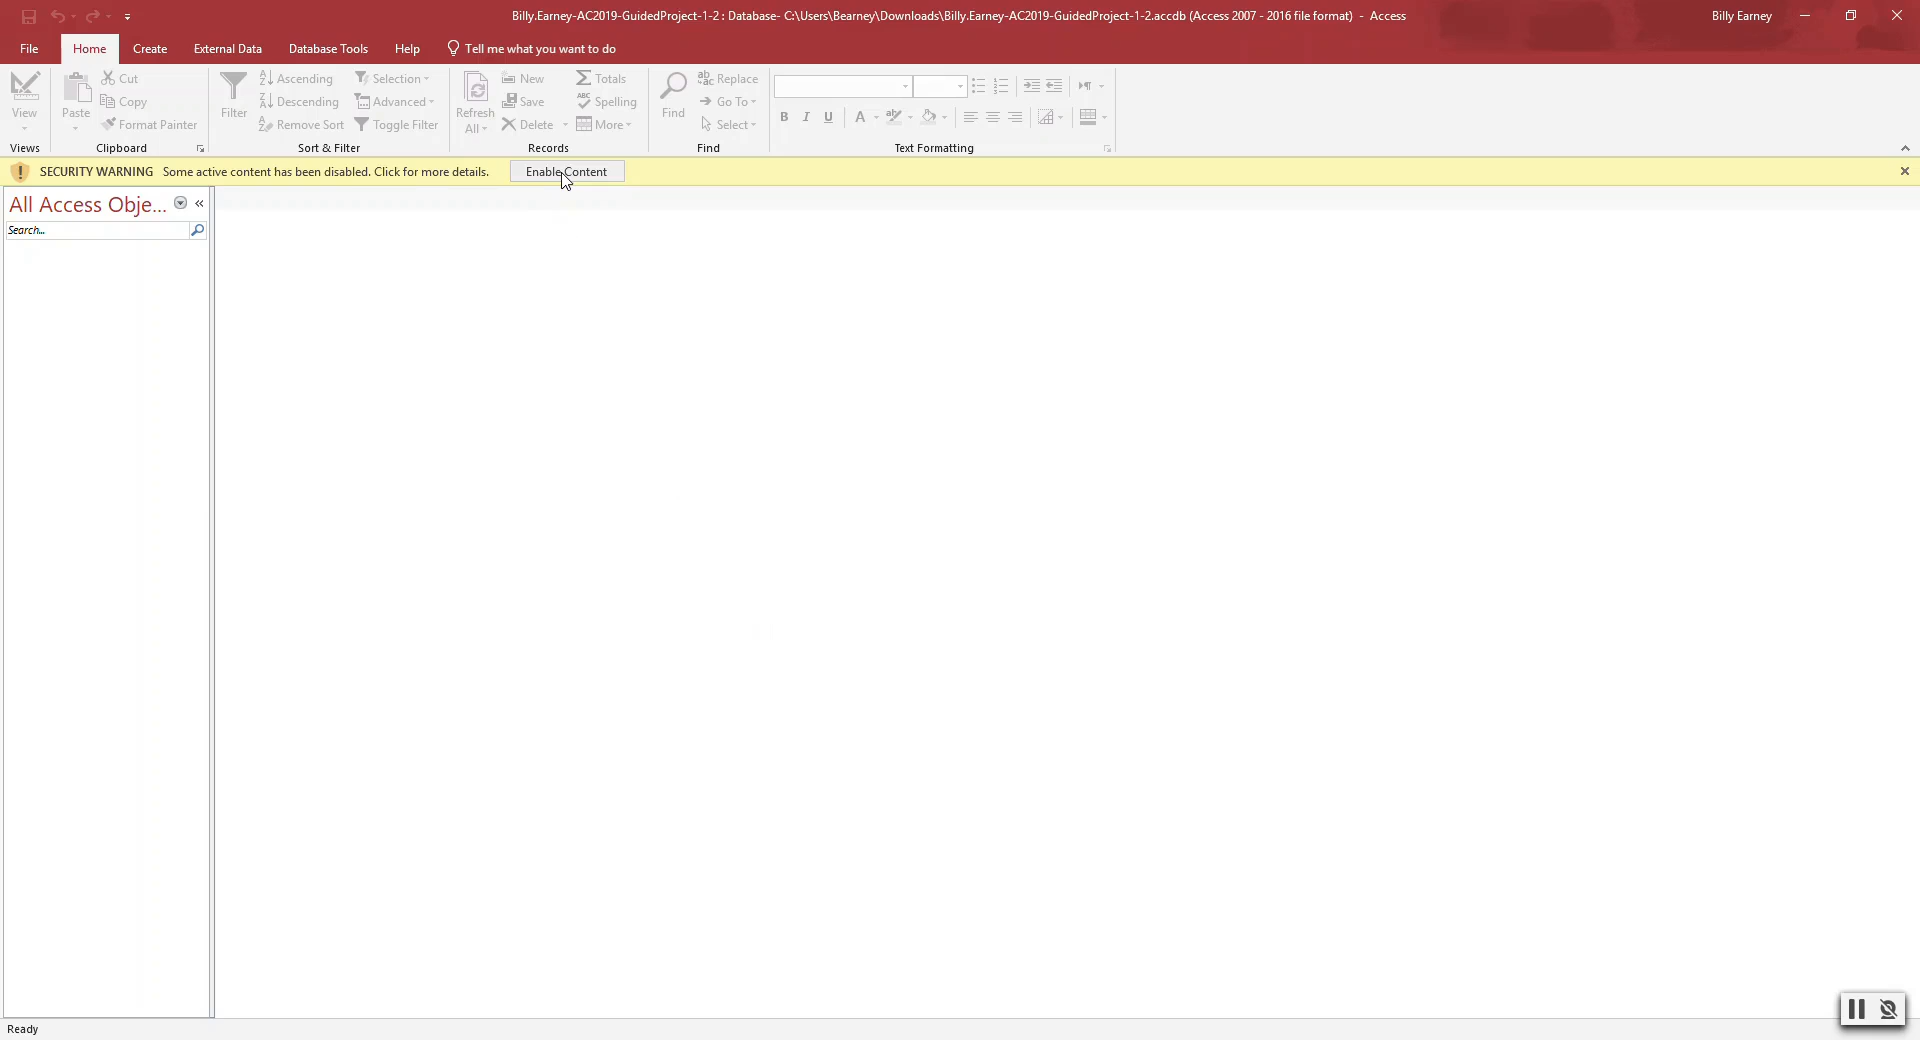 Billy.Earney-AC2019-GuidedProject-1-2 : Database- C:\Users\Bearney\Downloads\Billy.Earney-AC2019-GuidedProject-1-2.accdb (Access 2007 - 2016 file format) - Access
Billy Earney
File Home Create External Data Database Tools Help Tell me what you want to do
View
Views
Paste
Cut
Copy
Format Painter
Clipboard
Filter
Ascending
Descending
Remove Sort
Selection
Advanced
Toggle Filter
Sort & Filter
Refresh
All
New
Save
Delete
Totals
Spelling
More
Records
Find
Replace
Go To
Select
Find
B I U A
Text Formatting
SECURITY WARNING Some active content has been disabled. Click for more details. Enable Content
All Access Obje...
Search...
Ready